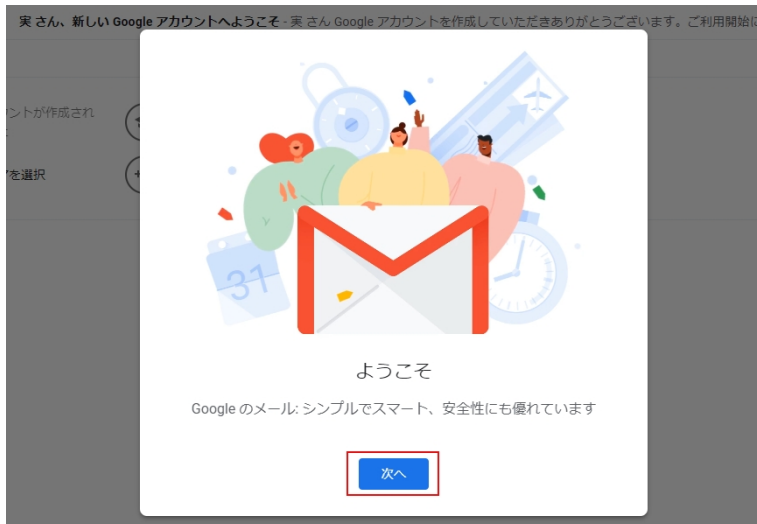 実 さん、新しい Google アカウントへようこそ - 実 さん Google アカウントを作成していただきありがとうございます。ご利用開始に
ントが作成され
を選択
31
ようこそ
Google のメール: シンプルでスマート、安全性にも優れています
次へ